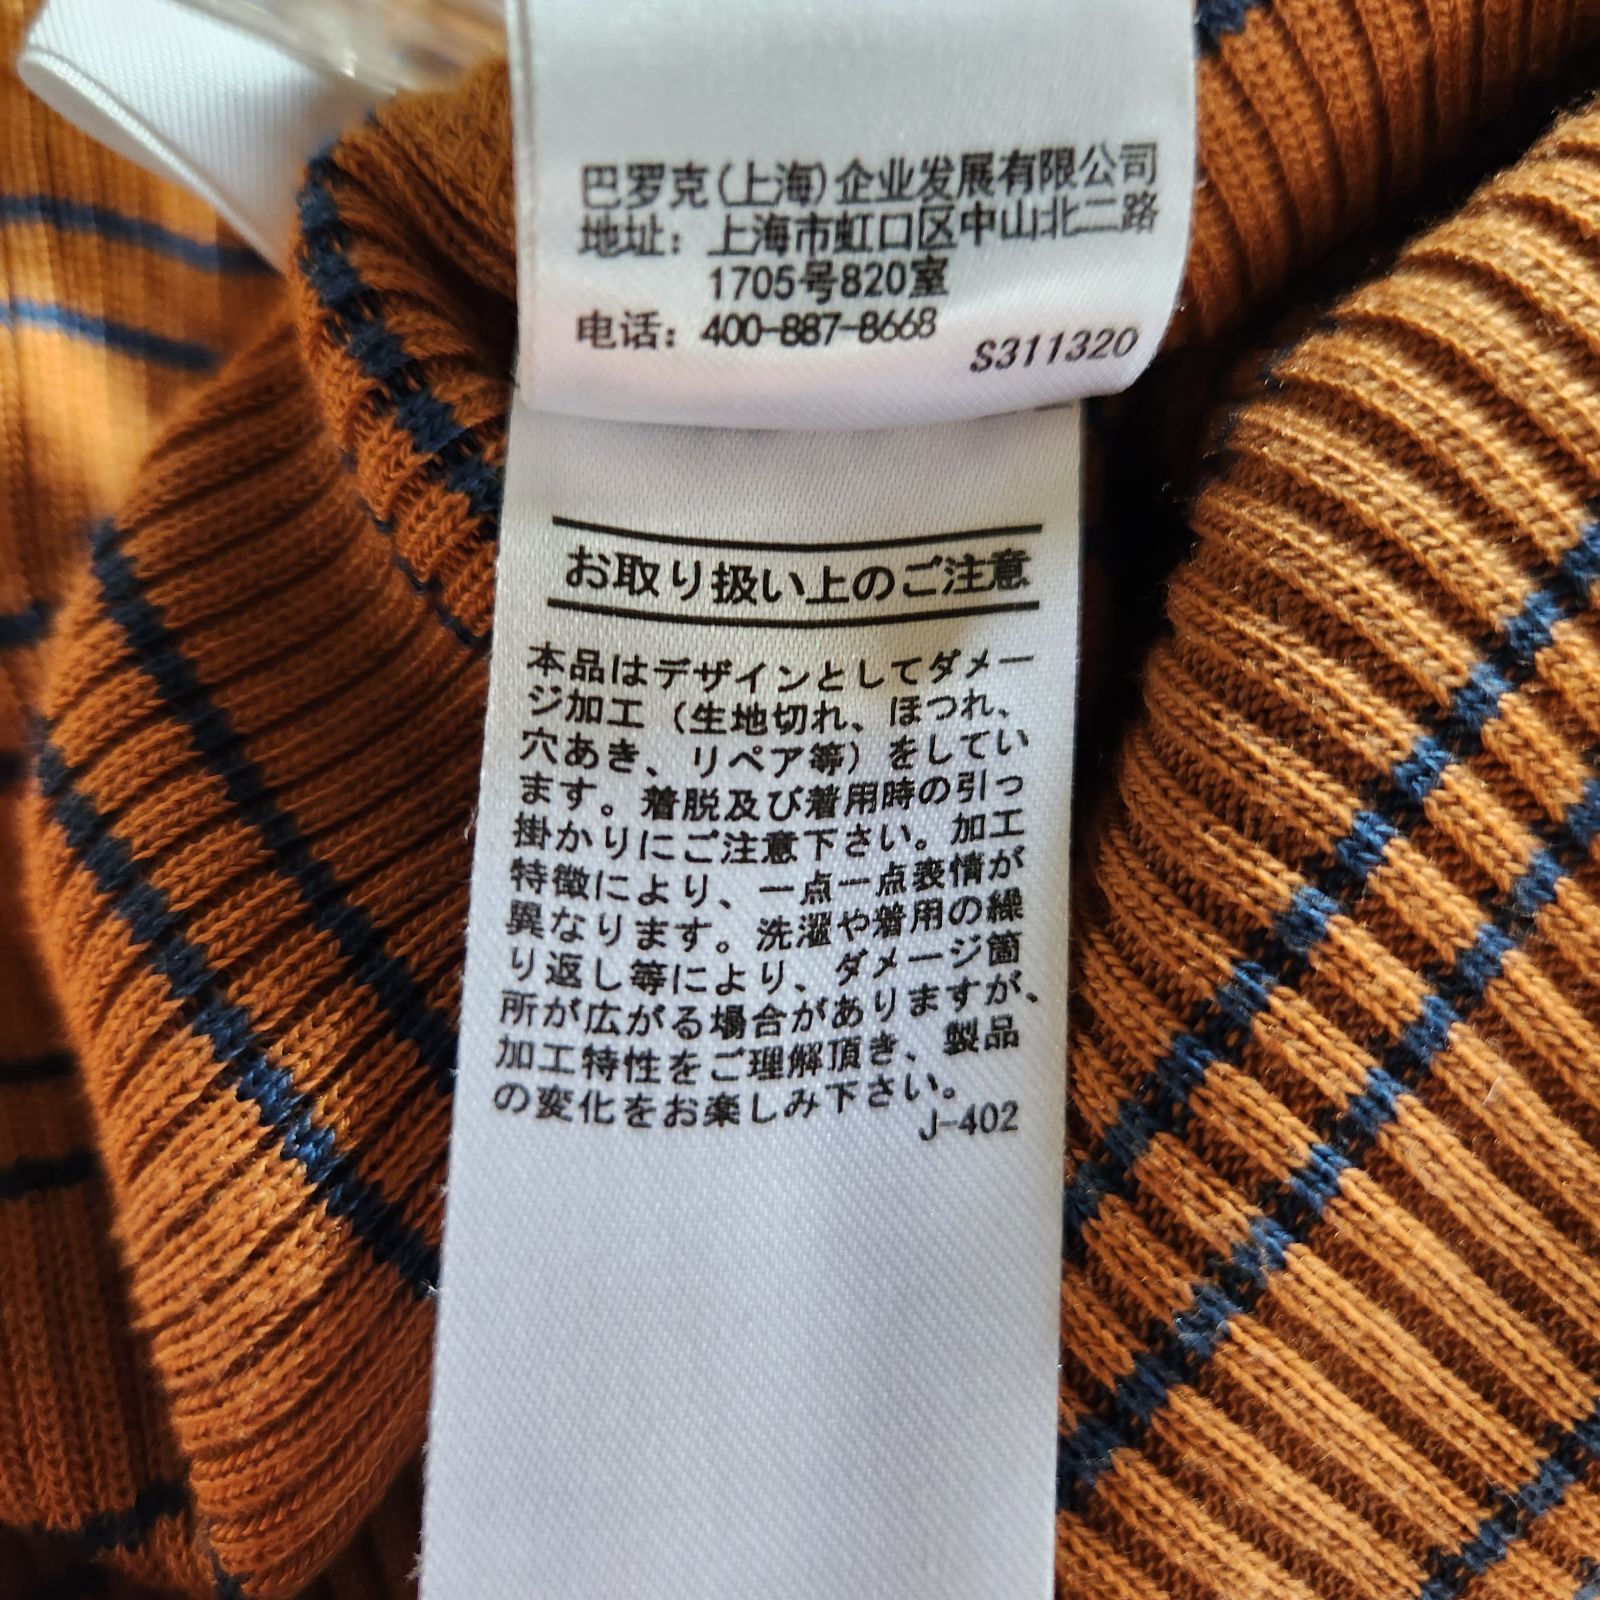 巴罗克(上海)企业发展有限公司
地址：上海市虹口区中山北二路
1705号820室
电话：400-887-8668
S311320
お取り扱い上のご注意
本品はデザインとしてダメー
ジ加工（生地切れ、ほつれ、
穴あき、リペア等）をしてい
ます。着脱及び着用時の引っ
掛かりにご注意下さい。加工
特徴により、一点一点表情が
異なります。洗濯や着用の繰
り返し等により、ダメージ箇
所が広がる場合がありますが、
加工特性をご理解頂き、製品
の変化をお楽しみ下さい。
J-402